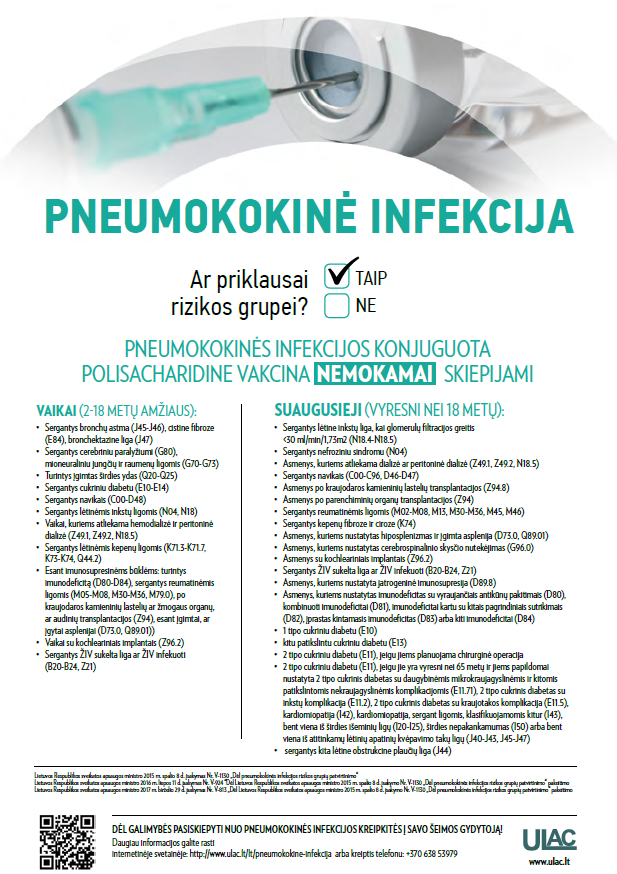 PNEUMOKOKINĖ INFEKCIJA
Ar priklausai
rizikos grupei?
TAIP
NE
PNEUMOKOKINĖS INFEKCIJOS KONJUGUOTA
POLISACHARIDINE VAKCINA NEMOKAMAI SKIEPIJAMI
VAIKAI (2-18 METŲ AMŽIAUS):
• Sergantys bronchų astma (J45-J46), cistine fibroze
(E84), bronchektazine liga (J47)
• Sergantys cerebriniu paralyžiumi (G80),
mioneuraliniu jungčių ir raumenų ligomis (G70-G73)
• Turintys įgimtas širdies ydas (Q20-Q25)
• Sergantys cukriniu diabetu (E10-E14)
• Sergantys navikais (C00-D48)
• Sergantys lėtinėmis inkstų ligomis (N04, N18)
• Vaikai, kuriems atliekama hemodializė ir peritoninė
dializė (Z49.1, Z49.2, N18.5)
• Sergantys lėtinėmis kepenų ligomis (K71.3-K71.7,
K73-K74, Q44.2)
• Esant imunosupresinėms būklėms: turintys
imunodeficitą (D80-D84), sergantys reumatinėmis
ligomis (M05-M08, M30-M36, M79.0), po
kraujodaros kamieninių lastelių ar žmogaus organų,
ar audinių transplantacijos (Z94), esant įgimtai, ar
įgytai asplenijai (D73.0, Q89.01))
• Vaikai su kochleariniais implantais (Z96.2)
• Sergantys ŽIV sukelta liga ar ŽIV infekuoti
(B20-B24, Z21)
SUAUGUSIEJI (VYRESNI NEI 18 METŲ):
• Sergantys lėtine inkstų liga, kai glomerulų filtracijos greitis
<30 ml/min/1,73m2 (N18.4-N18.5)
• Sergantys nefroziniu sindromu (N04)
• Asmenys, kuriems atliekama dializė ar peritoninė dializė (Z49.1, Z49.2, N18.5)
• Sergantys navikais (C00-C96, D46-D47)
• Asmenys po kraujodaros kamieninių lastelių transplantacijos (Z94.8)
• Asmenys po parenchiminių organų transplantacijos (Z94)
• Sergantys reumatinėmis ligomis (M02-M08, M13, M30-M36, M45, M46)
• Sergantys kepenų fibroze ir ciroze (K74)
• Asmenys, kuriems nustatytas hiposplenizmas ir įgimta asplenija (D73.0, Q89.01)
• Asmenys, kuriems nustatytas cerebrospinalio skysčio nutekėjimas (G96.0)
• Asmenys su kochleariniais implantais (Z96.2)
• Sergantys ŽIV sukelta liga ar ŽIV infekuoti (B20-B24, Z21)
• Asmenys, kuriems nustatyta jatrogeninė imunosupresija (D89.8)
• Asmenys, kuriems nustatytas imunodeficitas su vyraujančiais antikūnų pakitimais (D80),
kombinuoti imunodeficitai (D81), imunodeficitai kartu su kitais pagrindiniais sutrikimais
(D82), įprastas kintamasis imunodeficitas (D83) arba kiti imunodeficitai (D84)
• 1 tipo cukriniu diabetu (E10)
• kitu patikslintu cukriniu diabetu (E13)
• 2 tipo cukriniu diabetu (E11), jeigu jiems planuojama chirurginė operacija
• 2 tipo cukriniu diabetu (E11), jeigu jie yra vyresni nei 65 metų ir jiems papildomai
nustatyta 2 tipo cukrinis diabetas su daugybinėmis mikrokraujagyslinėmis ir kitomis
patikslintomis nekraujagyslinėmis komplikacijomis (E11.71), 2 tipo cukrinis diabetas su
inkstų komplikacija (E11.2), 2 tipo cukrinis diabetas su kraujotakos komplikacija (E11.5),
kardiomiopatija (I42), kardiomiopatija, sergant ligomis, klasifikuojamomis kitur (I43),
bent viena iš širdies išeminių ligų (I20-I25), širdies nepakankamumas (I50) arba bent
viena iš atitinkamų lėtinių apatinių kvėpavimo takų ligų (J40-J43, J45-J47)
• sergantys kita lėtine obstrukcine plaučių liga (J44)
Lietuvos Respublikos sveikatos apsaugos ministro 2015 m. spalio 8 d. įsakymas Nr. V-1130 „Dėl pneumokokinės infekcijos rizikos grupių patvirtinimo“
Lietuvos Respublikos sveikatos apsaugos ministro 2016 m. liepos 11 d. įsakymas Nr. V-924 "Dėl Lietuvos Respublikos sveikatos apsaugos ministro 2015 m. spalio 8 d. įsakymo Nr. V-1130 „Dėl pneumokokinės infekcijos rizikos grupių patvirtinimo“ pakeitimo
Lietuvos Respublikos sveikatos apsaugos ministro 2017 m. birželio 29 d. įsakymas Nr. V-813 „Dėl Lietuvos Respublikos sveikatos apsaugos ministro 2015 m. spalio 8 d. įsakymo Nr. V-1130 „Dėl pneumokokinės infekcijos rizikos grupių patvirtinimo“ pakeitimo
DĖL GALIMYBĖS PASISKIEPYTI NUO PNEUMOKOKINĖS INFEKCIJOS KREIPKITĖS Į SAVO ŠEIMOS GYDYTOJĄ!
Daugiau informacijos galite rasti
internetinėje svetainėje: http://www.ulac.lt/lt/pneumokokine-infekcija arba kreiptis telefonu: +370 638 53979
ULAC
www.ulac.lt